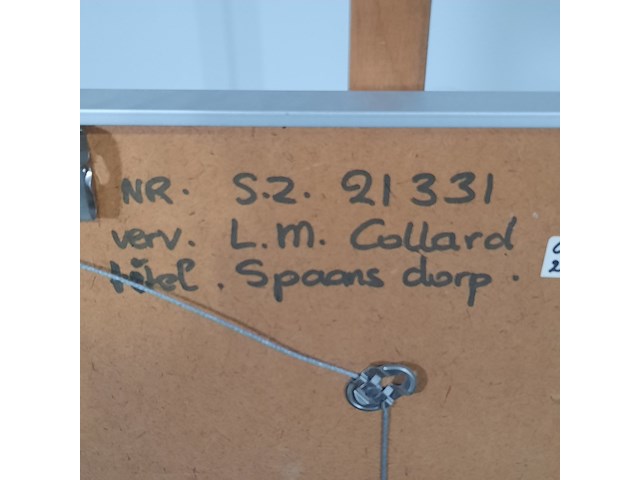 NR. S.Z. 21331
verv. L.M. Collard
titel. Spaans dorp.